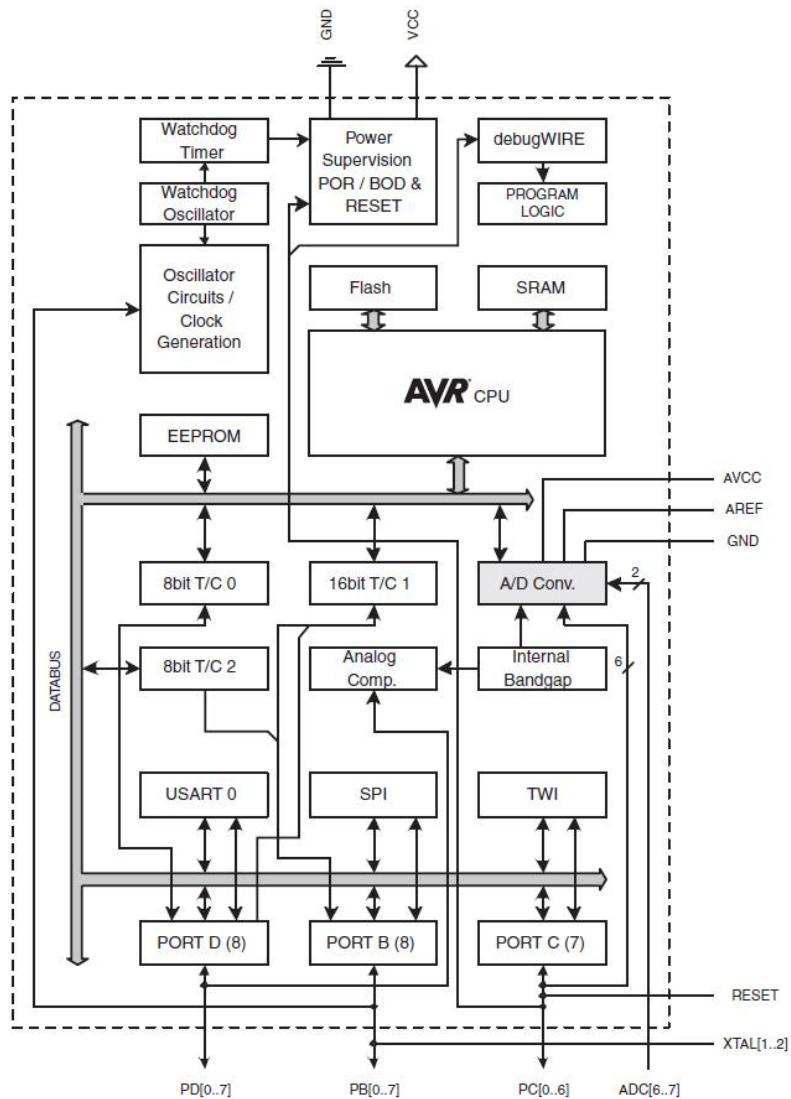 GND
VCC
Watchdog
Timer
Power
Supervision
POR / BOD &
RESET
debugWIRE
Watchdog
Oscillator
PROGRAM
LOGIC
Oscillator
Circuits /
Clock
Generation
Flash
SRAM
AVR CPU
EEPROM
AVCC
AREF
GND
8bit T/C 0
16bit T/C 1
A/D Conv.
2
DATABUS
8bit T/C 2
Analog
Comp.
Internal
Bandgap
6
USART 0
SPI
TWI
PORT D (8)
PORT B (8)
PORT C (7)
RESET
XTAL[1..2]
PD[0..7]
PB[0..7]
PC[0..6]
ADC[6..7]